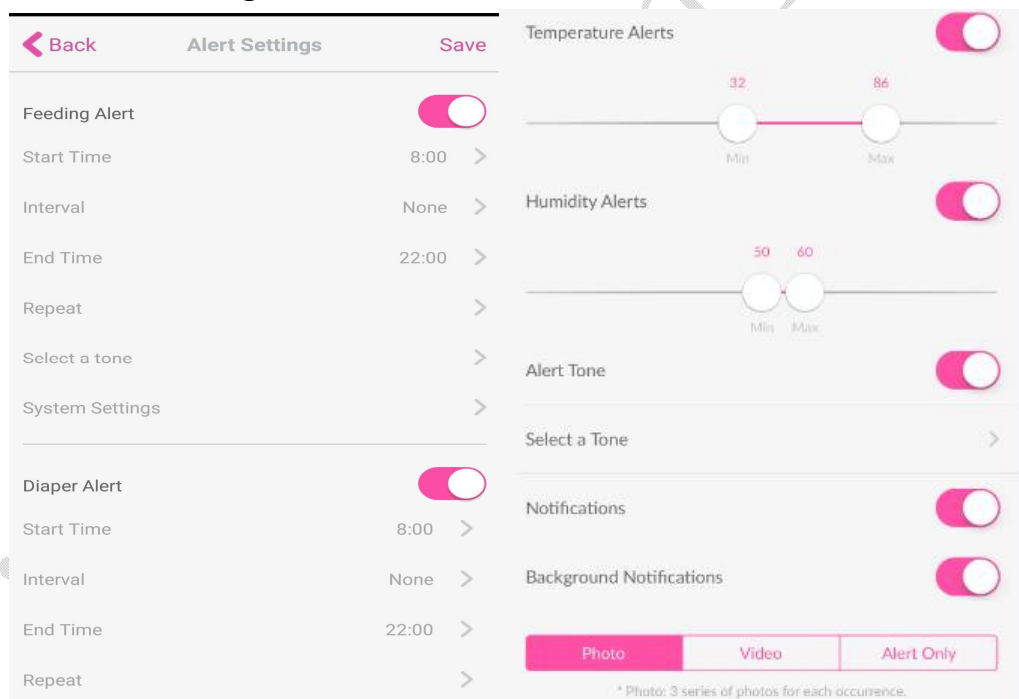 Back Alert Settings Save
Feeding Alert
Start Time 8:00
Interval None
End Time 22:00
Repeat
Select a tone
System Settings
Diaper Alert
Start Time 8:00
Interval None
End Time 22:00
Repeat
Temperature Alerts
32 86
Min Max
Humidity Alerts
50 60
Min Max
Alert Tone
Select a Tone
Notifications
Background Notifications
Photo Video Alert Only
* Photo: 3 series of photos for each occurrence.